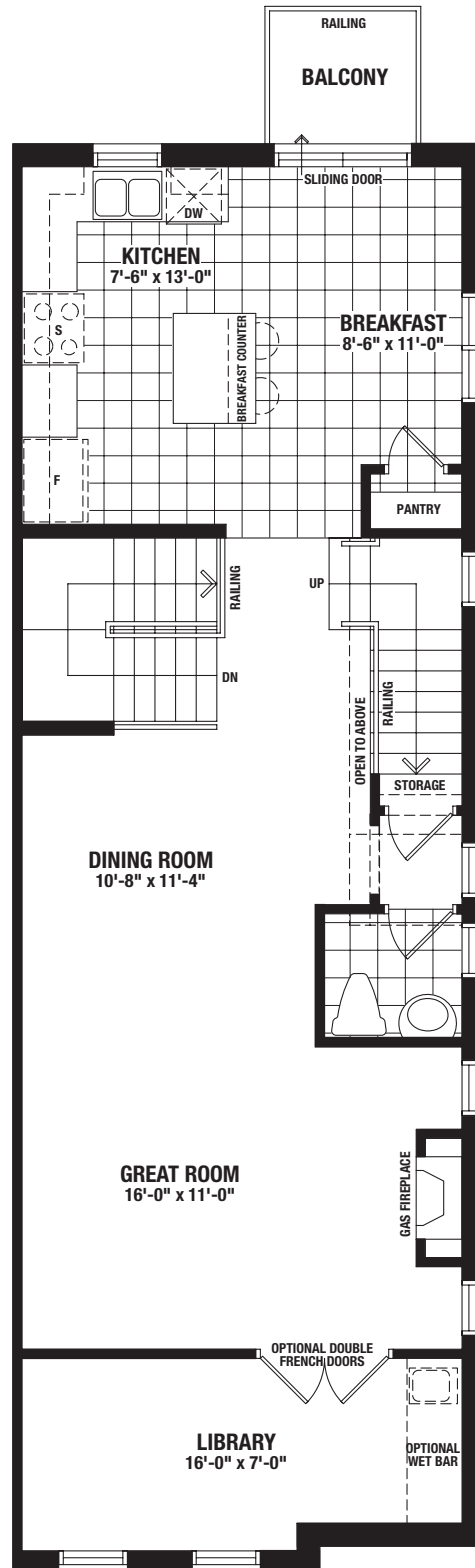 RAILING
BALCONY
SLIDING DOOR
DW
KITCHEN
7'-6" x 13'-0"
S
BREAKFAST COUNTER
BREAKFAST
8'-6" x 11'-0"
F
PANTRY
RAILING
UP
DN
OPEN TO ABOVE
RAILING
STORAGE
DINING ROOM
10'-8" x 11'-4"
GREAT ROOM
16'-0" x 11'-0"
GAS FIREPLACE
OPTIONAL DOUBLE
FRENCH DOORS
LIBRARY
16'-0" x 7'-0"
OPTIONAL
WET BAR